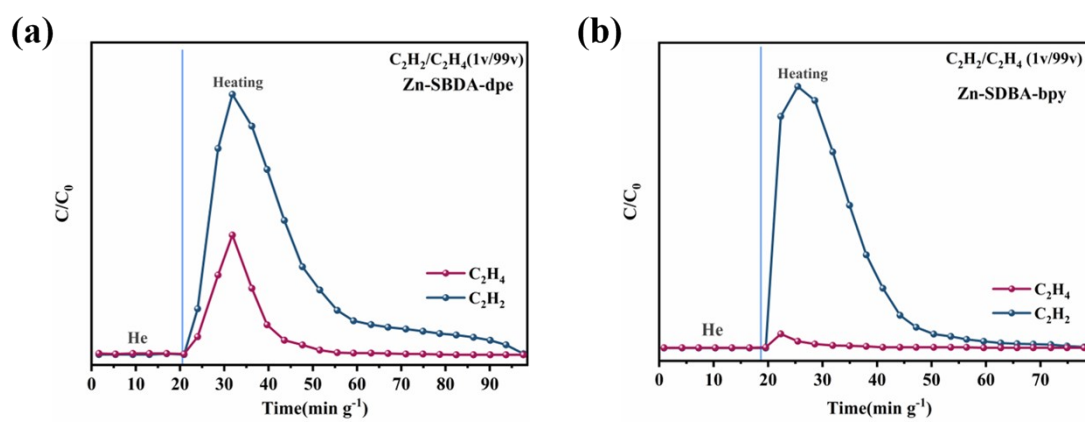 (a)
C₂H₂/C₂H₄(1v/99v)
Zn-SBDA-dpe
Heating
C/C₀
He
C₂H₄
C₂H₂
0 10 20 30 40 50 60 70 80 90
Time(min g⁻¹)
(b)
C₂H₂/C₂H₄ (1v/99v)
Zn-SDBA-bpy
Heating
C/C₀
He
C₂H₄
C₂H₂
0 10 20 30 40 50 60 70
Time(min g⁻¹)